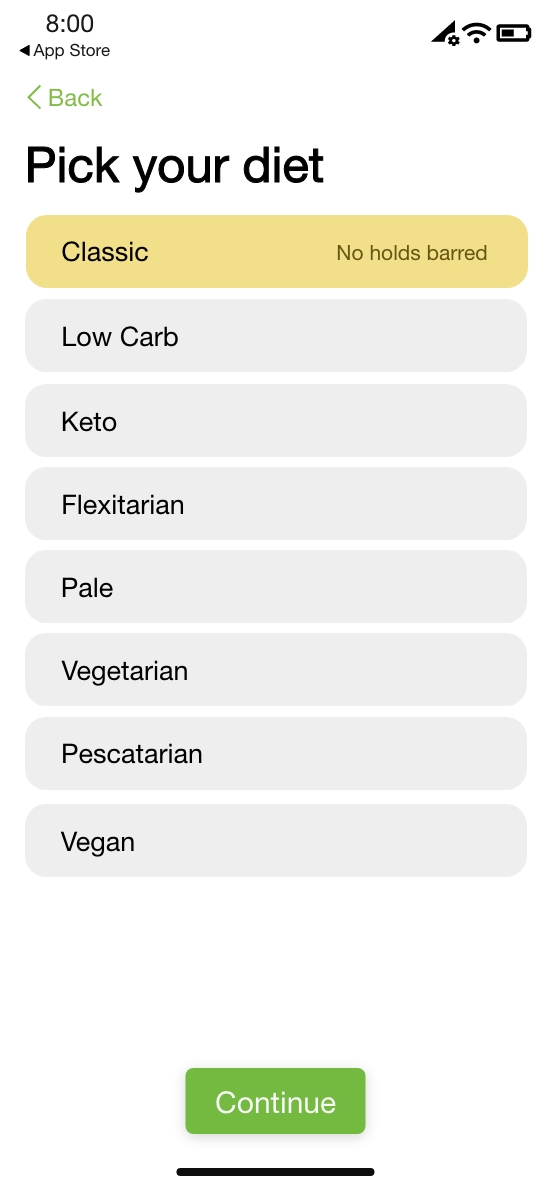 8:00
App Store
Back
Pick your diet
Classic No holds barred
Low Carb
Keto
Flexitarian
Pale
Vegetarian
Pescatarian
Vegan
Continue